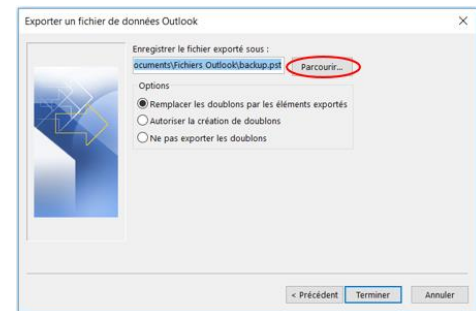 Exporter un fichier de données Outlook
Enregistrer le fichier exporté sous :
ocuments\Fichiers Outlook\backup.pst
Parcourir...
Options
Remplacer les doublons par les éléments exportés
Autoriser la création de doublons
Ne pas exporter les doublons
< Précédent Terminer Annuler